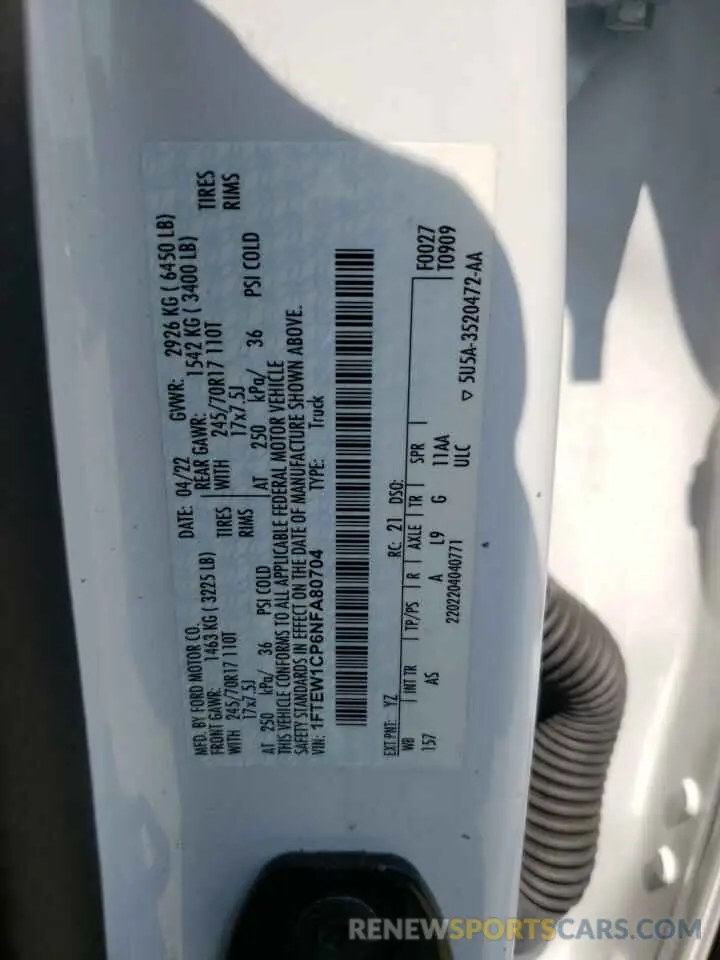 MFD. BY FORD MOTOR CO.
DATE: 04/22 GVWR: 2926 KG ( 6450 LB)
FRONT GAWR: 1463 KG ( 3225 LB) REAR GAWR: 1542 KG ( 3400 LB)
WITH 245/70R17 110T TIRES WITH 245/70R17 110T TIRES
17x7.5J RIMS 17x7.5J RIMS
AT 250 kPa/ 36 PSI COLD AT 250 kPa/ 36 PSI COLD
THIS VEHICLE CONFORMS TO ALL APPLICABLE FEDERAL MOTOR VEHICLE
SAFETY STANDARDS IN EFFECT ON THE DATE OF MANUFACTURE SHOWN ABOVE.
VIN: 1FTEW1CP6NFA80704 TYPE: Truck
EXT PNT: YZ RC: 21 DSO: F0027
WB INT TR TP/PS R AXLE TR SPR T0909
157 AS A L9 G 11AA
2202204040771 ULC ▽ 5U5A-3520472-AA
RENEWSPORTSCARS.COM